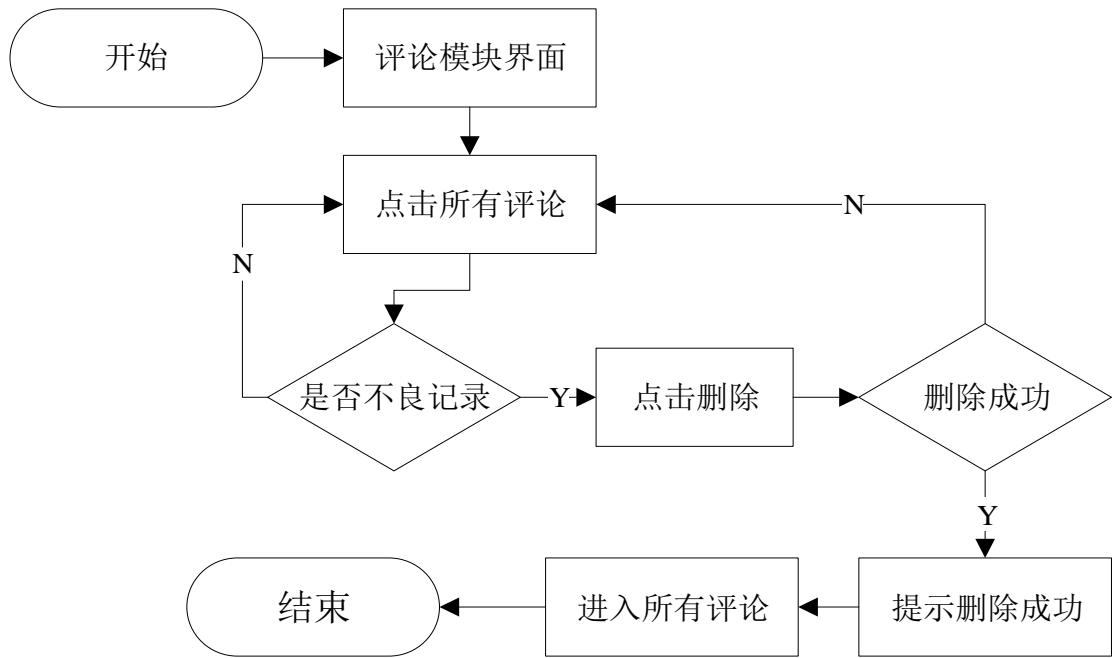 开始
评论模块界面
点击所有评论
N
N
是否不良记录
Y
点击删除
删除成功
Y
结束
进入所有评论
提示删除成功